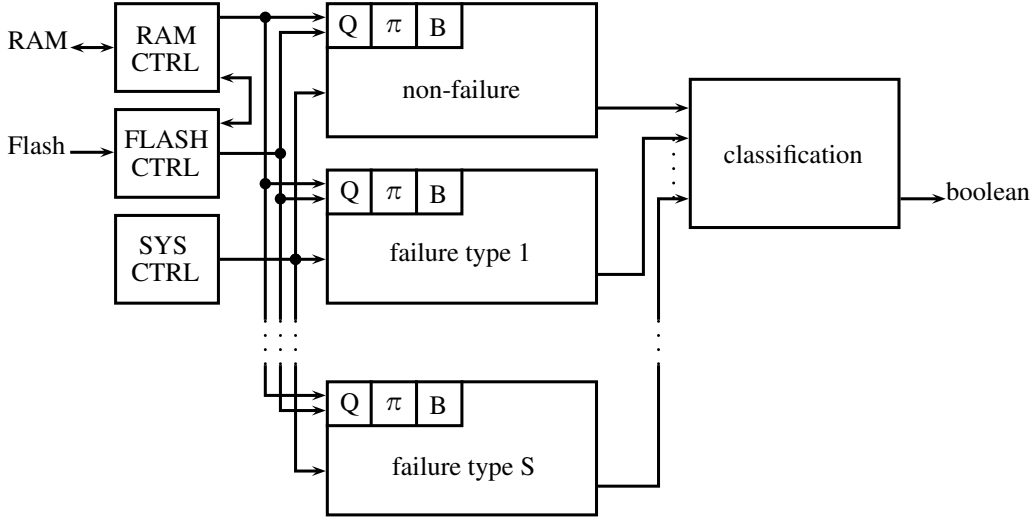 RAM
RAM
CTRL
Q π B
non-failure
Flash
FLASH
CTRL
classification
boolean
Q π B
SYS
CTRL
failure type 1
Q π B
failure type S